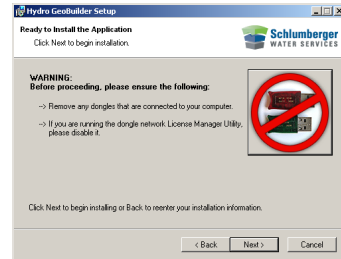 Hydro GeoBuilder Setup
Ready to Install the Application
Click Next to begin installation.
Schlumberger
WATER SERVICES
WARNING:
Before proceeding, please ensure the following:
--> Remove any dongles that are connected to your computer.
--> If you are running the dongle network License Manager Utility,
please disable it.
Click Next to begin installing or Back to reenter your installation information.
< Back
Next >
Cancel